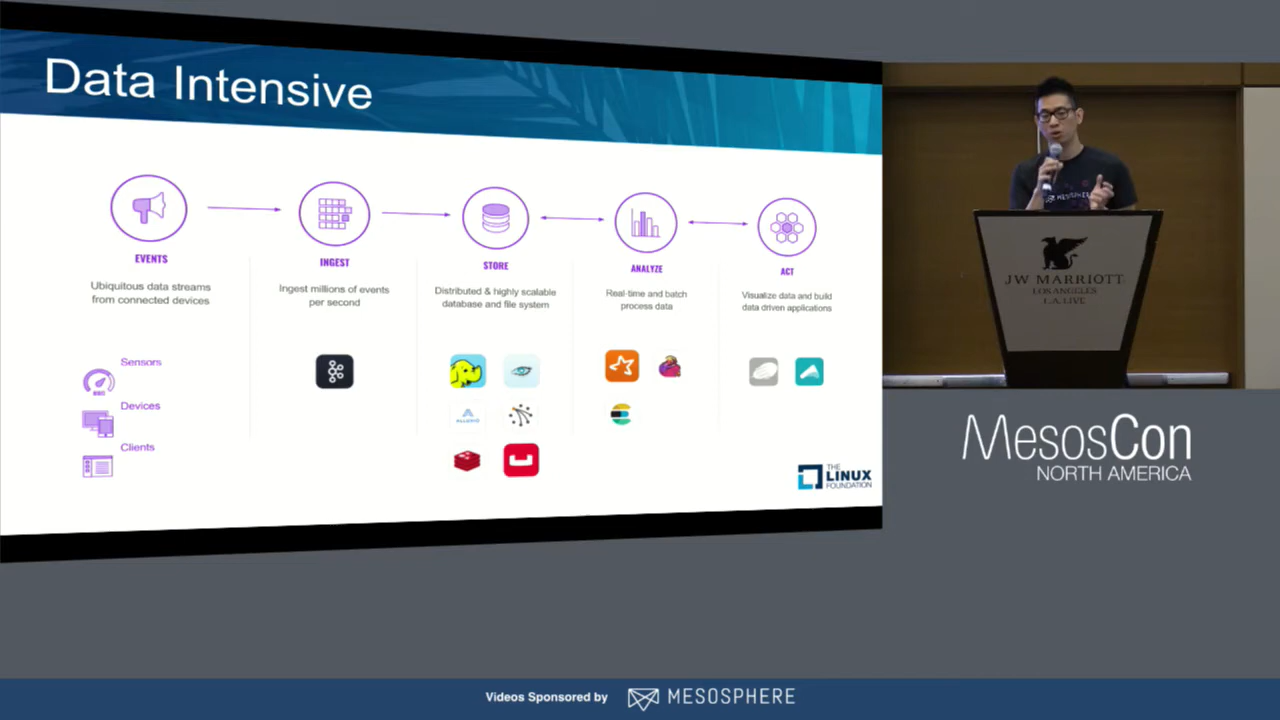 Data Intensive
EVENTS
Ubiquitous data streams
from connected devices
Sensors
Devices
Clients
INGEST
Ingest millions of events
per second
STORE
Distributed & highly scalable
database and file system
ALLUXIO
ANALYZE
Real-time and batch
process data
ACT
Visualize data and build
data driven applications
THE
LINUX
FOUNDATION
MESOSPHERE
JW MARRIOTT
LOS ANGELES
L.A. LIVE
MesosCon
NORTH AMERICA
Videos Sponsored by
MESOSPHERE